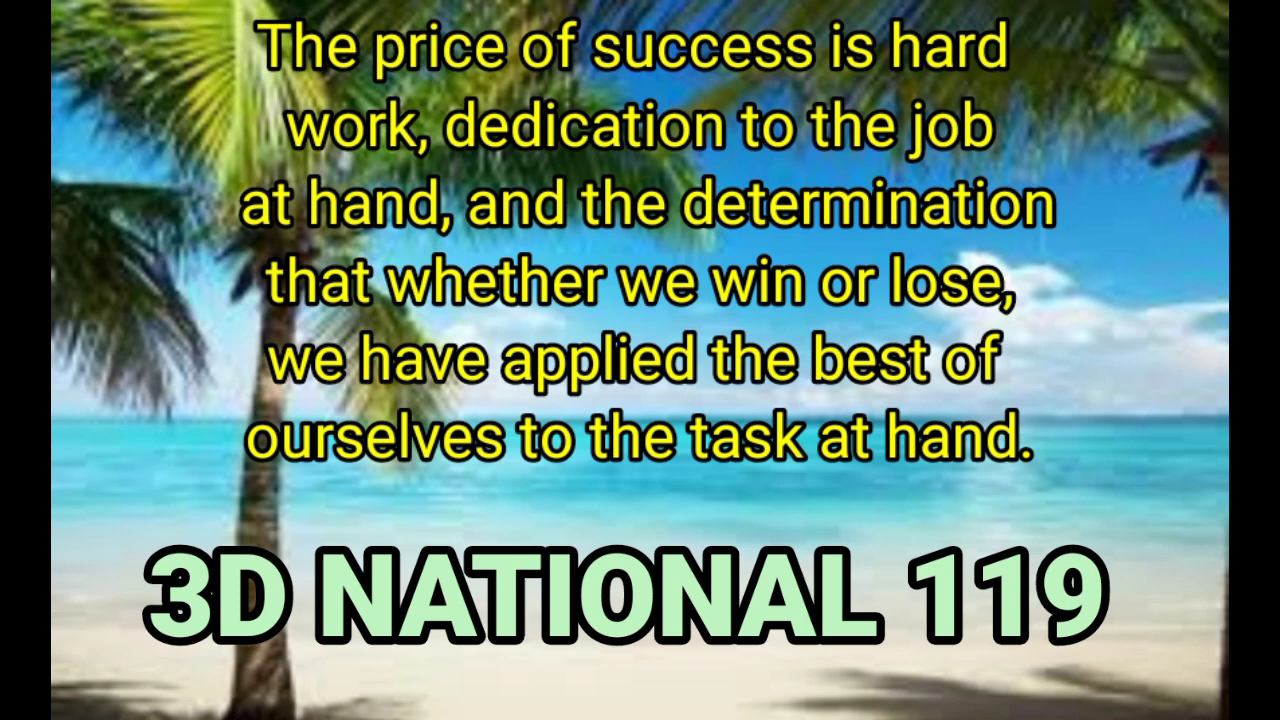 The price of success is hard
work, dedication to the job
at hand, and the determination
that whether we win or lose,
we have applied the best of
ourselves to the task at hand.
3D NATIONAL 119